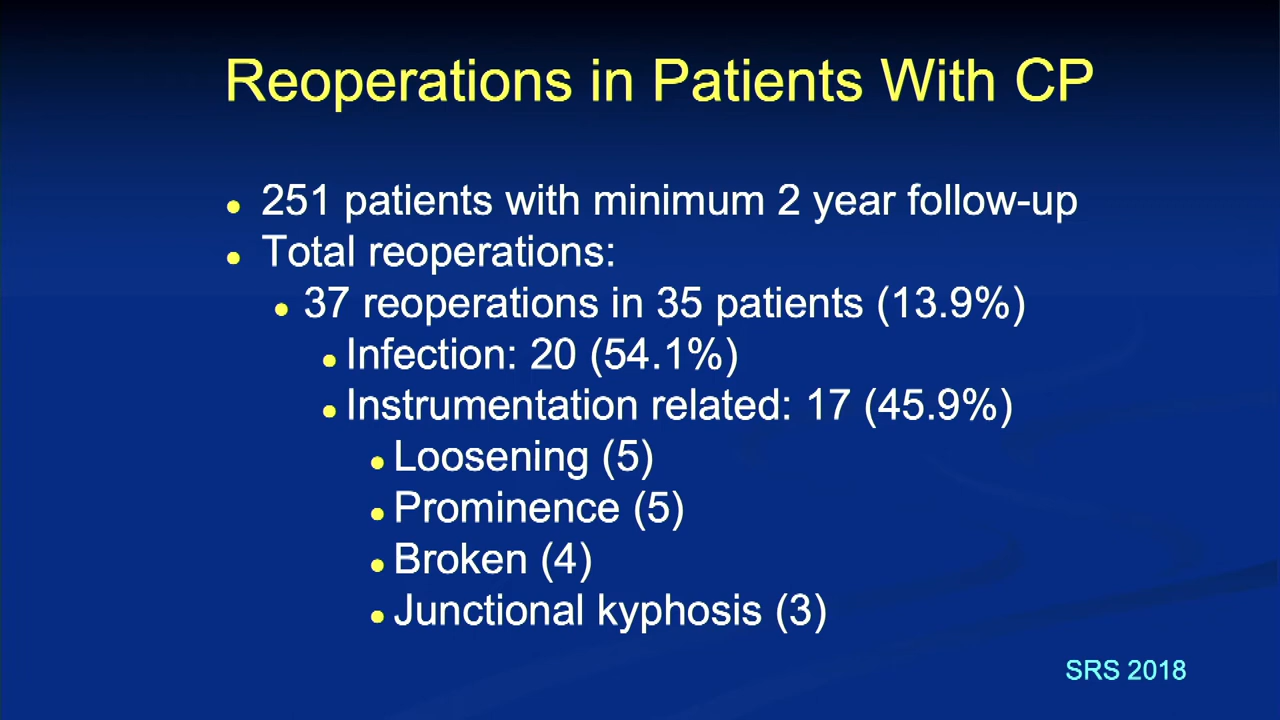 Reoperations in Patients With CP
251 patients with minimum 2 year follow-up
Total reoperations:
37 reoperations in 35 patients (13.9%)
Infection: 20 (54.1%)
Instrumentation related: 17 (45.9%)
Loosening (5)
Prominence (5)
Broken (4)
Junctional kyphosis (3)
SRS 2018